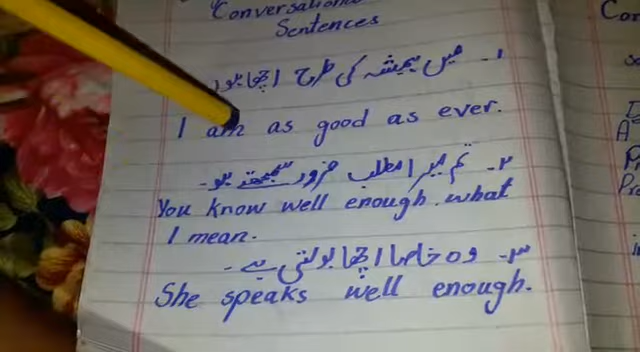 Conversational
Sentences
۱۔ میں ہمیشہ کی طرح اچھا ہوں
I am as good as ever.
۲۔ تم میرا مطلب ضرور سمجھتے ہو۔
You know well enough what
I mean.
۳۔ وہ خاصا اچھا بولتی ہے۔
She speaks well enough.